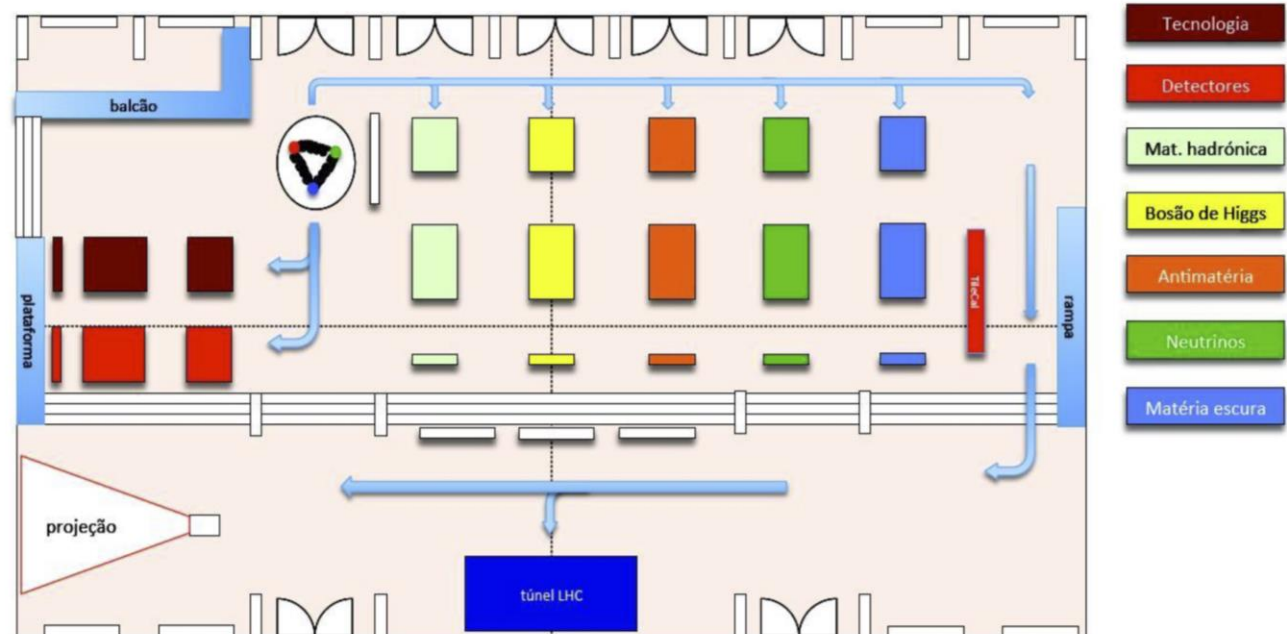 Tecnologia
balcão
Detectores
Mat. hadrónica
Bosão de Higgs
Antimatéria
plataforma
TileCal
rampa
Neutrinos
Matéria escura
projeção
túnel LHC